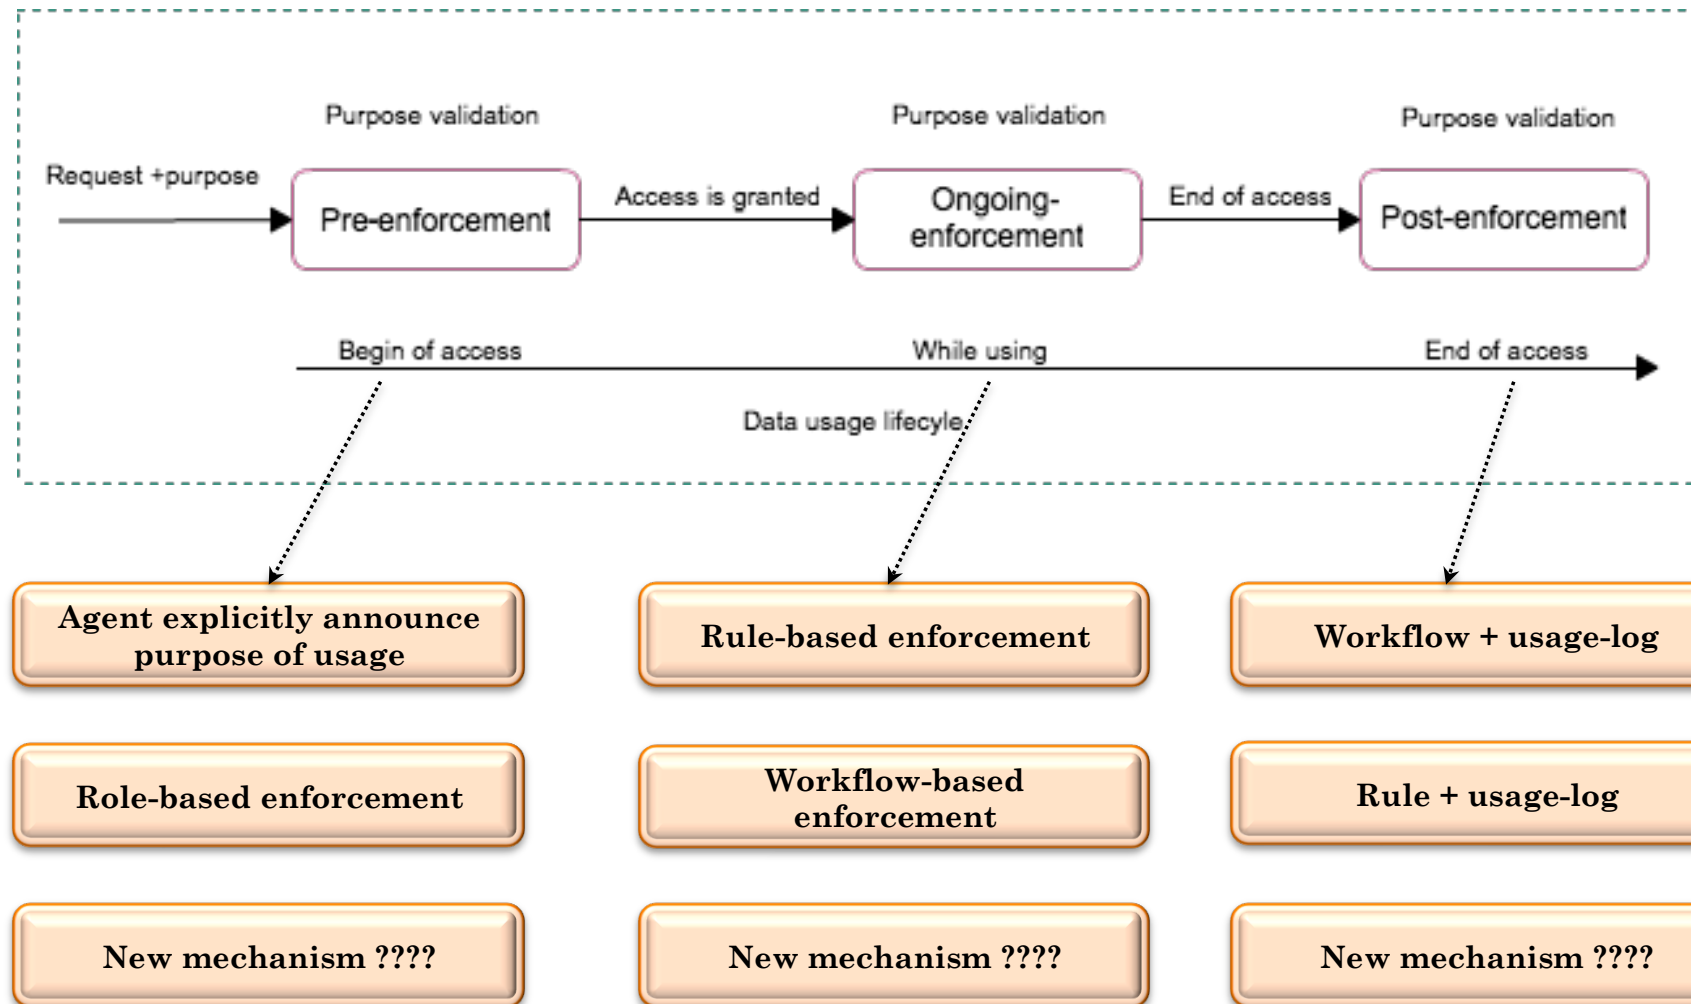 Purpose validation
Purpose validation
Purpose validation
Request +purpose
Pre-enforcement
Access is granted
Ongoing-
enforcement
End of access
Post-enforcement
Begin of access
While using
End of access
Data usage lifecyle
Agent explicitly announce
purpose of usage
Rule-based enforcement
Workflow + usage-log
Role-based enforcement
Workflow-based
enforcement
Rule + usage-log
New mechanism ????
New mechanism ????
New mechanism ????